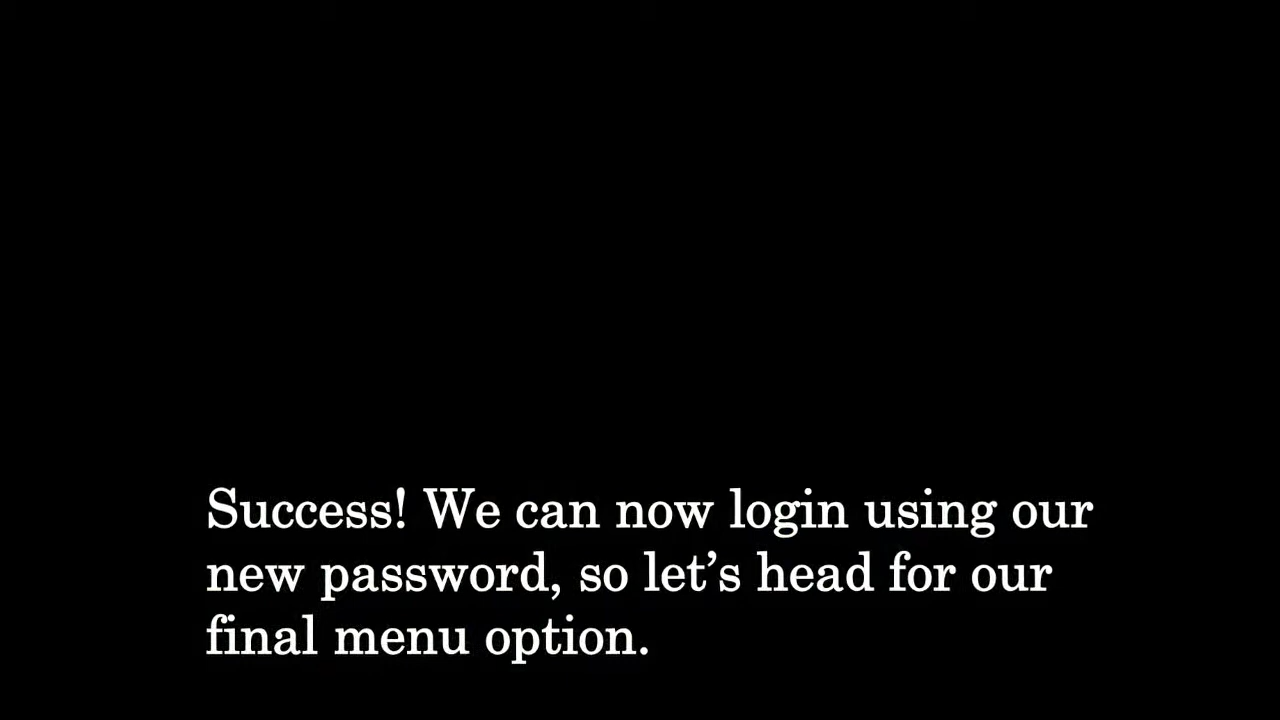 Success! We can now login using our
new password, so let’s head for our
final menu option.